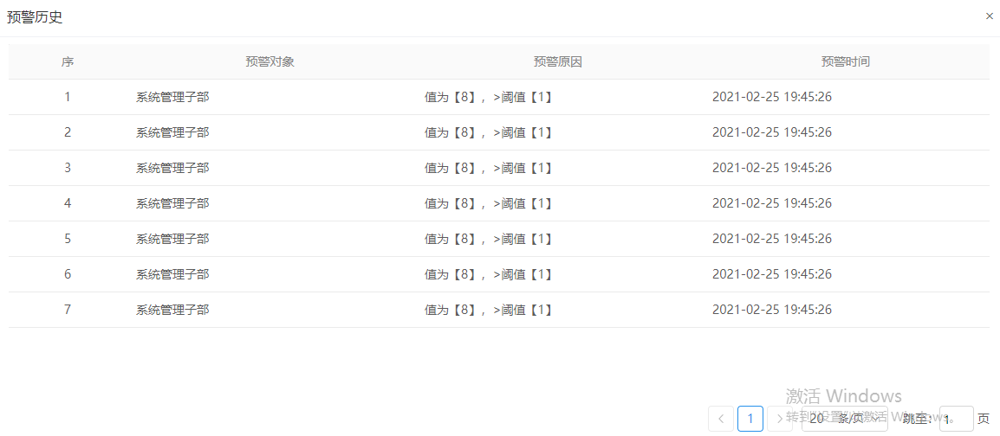 预警历史 ×
序 预警对象 预警原因 预警时间
1 系统管理子部 值为【8】，>阈值【1】 2021-02-25 19:45:26
2 系统管理子部 值为【8】，>阈值【1】 2021-02-25 19:45:26
3 系统管理子部 值为【8】，>阈值【1】 2021-02-25 19:45:26
4 系统管理子部 值为【8】，>阈值【1】 2021-02-25 19:45:26
5 系统管理子部 值为【8】，>阈值【1】 2021-02-25 19:45:26
6 系统管理子部 值为【8】，>阈值【1】 2021-02-25 19:45:26
7 系统管理子部 值为【8】，>阈值【1】 2021-02-25 19:45:26
激活 Windows
转到"设置"以激活 Windows。
< 1 > 20 条/页 跳至: 1 页